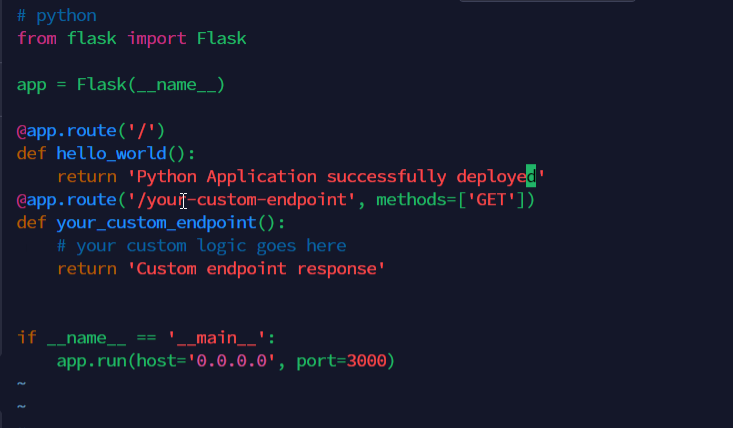 # python
from flask import Flask

app = Flask(__name__)

@app.route('/')
def hello_world():
    return 'Python Application successfully deployed'
@app.route('/your-custom-endpoint', methods=['GET'])
def your_custom_endpoint():
    # your custom logic goes here
    return 'Custom endpoint response'


if __name__ == '__main__':
    app.run(host='0.0.0.0', port=3000)
~
~